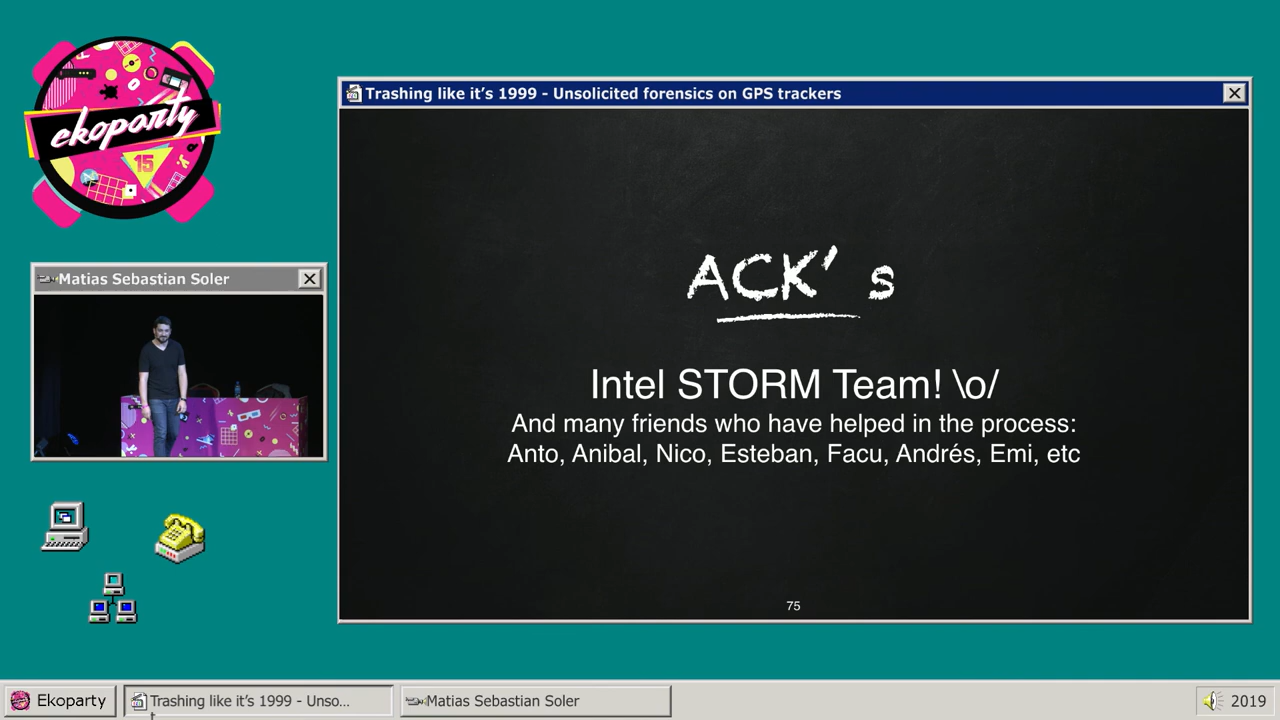 ekoparty
15
Trashing like it’s 1999 - Unsolicited forensics on GPS trackers
Matias Sebastian Soler
ACK’ s
Intel STORM Team! \o/
And many friends who have helped in the process:
Anto, Anibal, Nico, Esteban, Facu, Andrés, Emi, etc
75
Ekoparty
Trashing like it’s 1999 - Unso...
Matias Sebastian Soler
2019